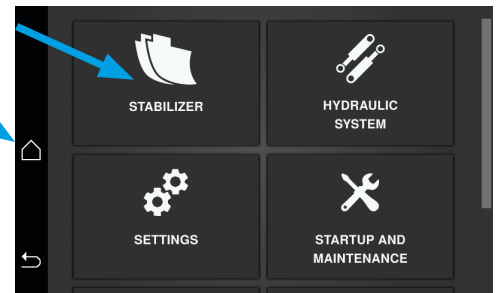 STABILIZER
HYDRAULIC
SYSTEM
SETTINGS
STARTUP AND
MAINTENANCE